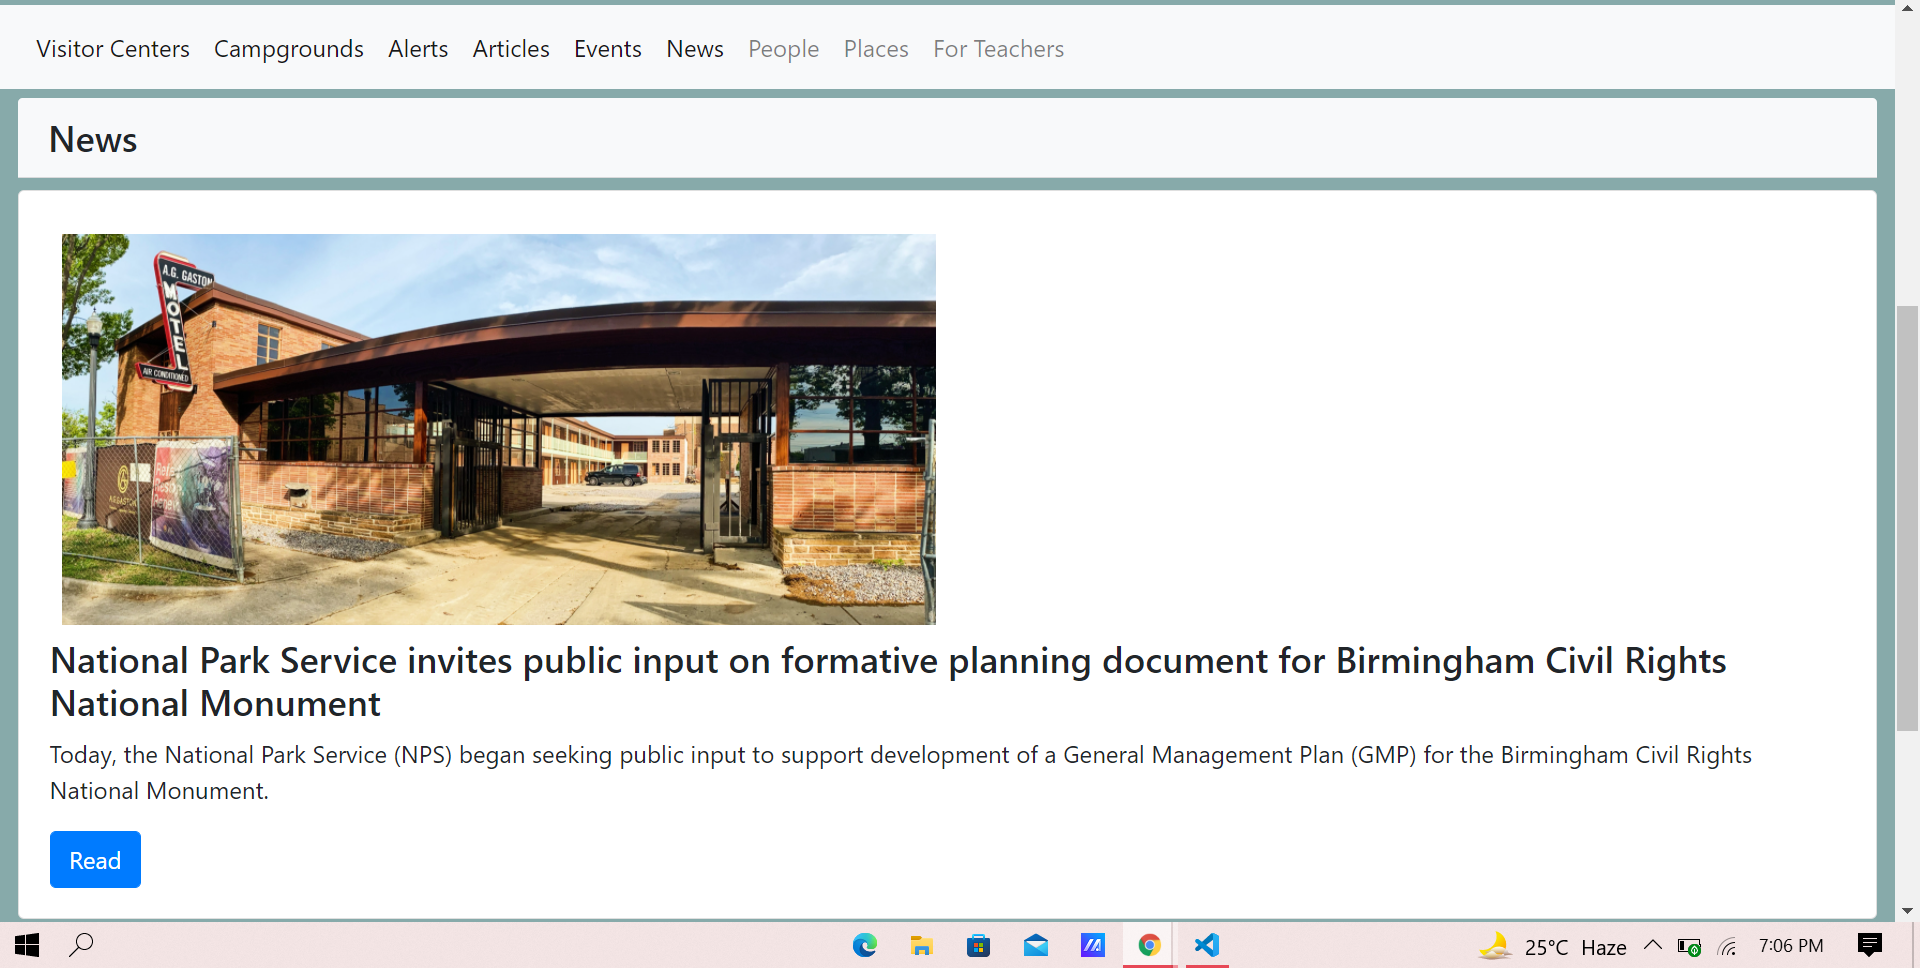 Visitor Centers Campgrounds Alerts Articles Events News People Places For Teachers
News
A.G. GASTON
MOTEL
AIR CONDITIONED
National Park Service invites public input on formative planning document for Birmingham Civil Rights
National Monument
Today, the National Park Service (NPS) began seeking public input to support development of a General Management Plan (GMP) for the Birmingham Civil Rights
National Monument.
Read
25°C Haze 7:06 PM